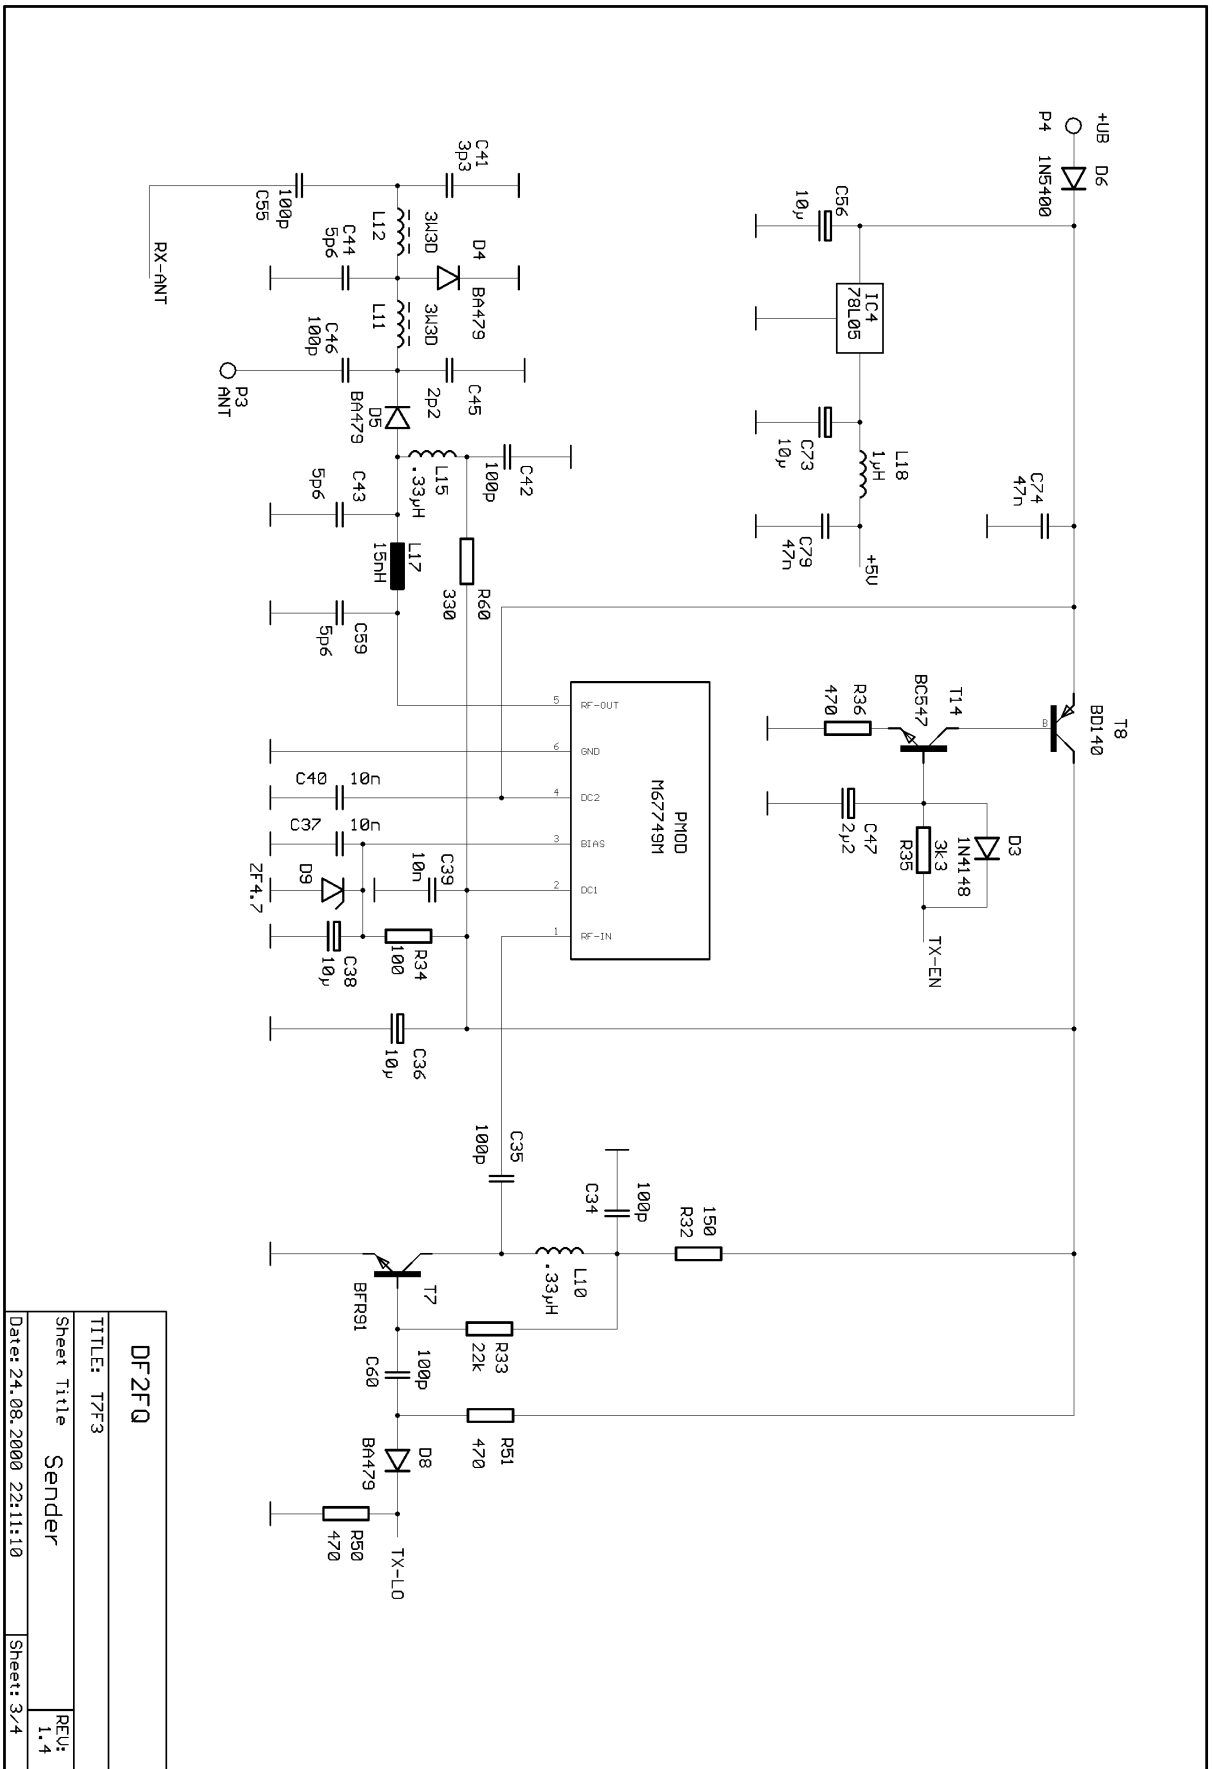 +UB
P4
D6
1N5400
C56
10µ
IC4
78L05
C73
10µ
L18
1µH
C79
47n
+5V
C74
47n
T8
BD140
B
T14
BC547
R36
470
C47
2µ2
D3
1N4148
3k3
R35
TX-EN
C41
3p3
100p
C55
RX-ANT
3W3D
L12
C44
5p6
D4
BA479
3W3D
L11
C46
100p
P3
ANT
C45
2p2
D5
BA479
L15
.33µH
C42
100p
C43
5p6
L17
15nH
R60
330
C59
5p6
PMOD
M67749M
5 RF-OUT
6 GND
4 DC2
3 BIAS
2 DC1
1 RF-IN
C40 10n
C37 10n
D9
ZF4.7
C39
10n
C38
10µ
R34
100
C36
10µ
C35
100p
100p
C34
150
R32
L10
.33µH
T7
BFR91
R33
22k
100p
C60
R51
470
D8
BA479
R50
470
TX-LO
DF2FQ
TITLE: T7F3
Sheet Title Sender
REV:
1.4
Date: 24.08.2000 22:11:10
Sheet: 3/4